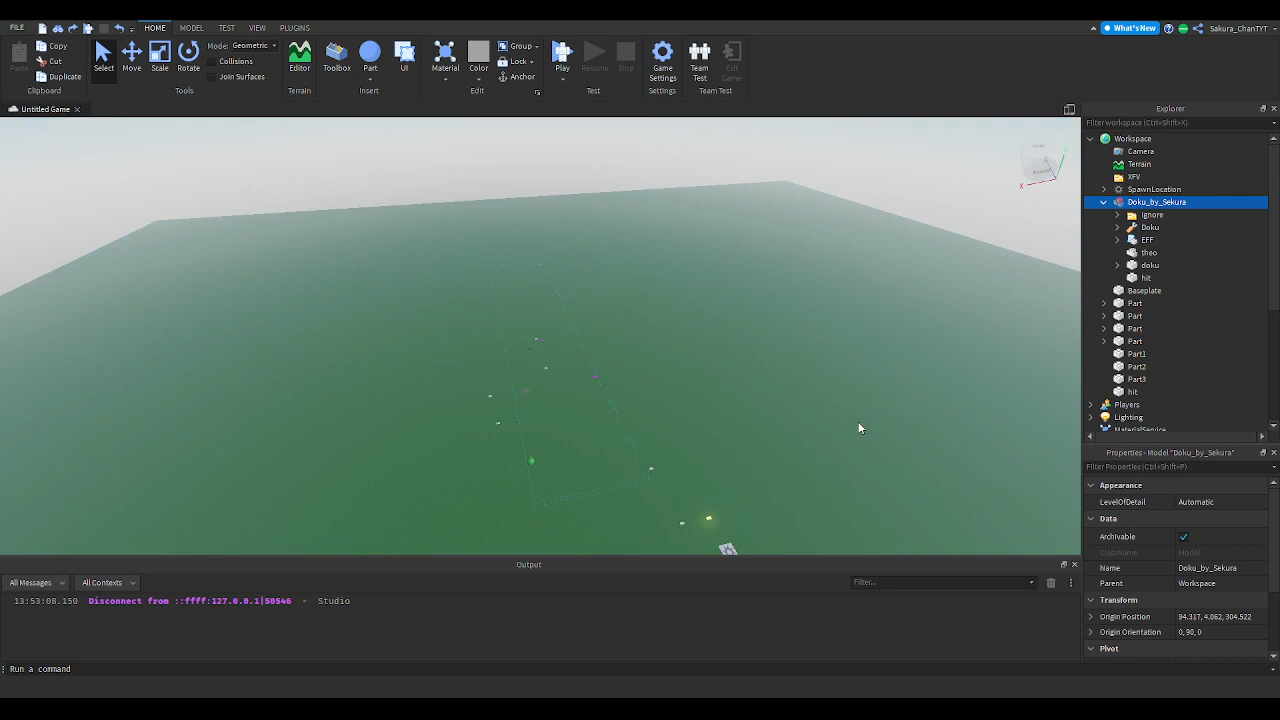 FILE HOME MODEL TEST VIEW PLUGINS What's New Sakura_ChanTYT
Paste Copy Cut Duplicate Clipboard
Select Move Scale Rotate Mode: Geometric Collisions Join Surfaces Tools
Editor Terrain
Toolbox Part UI Insert
Material Color Group Lock Anchor Edit
Play Resume Stop Test
Game Settings Settings
Team Test Exit Game Team Test
Untitled Game
Explorer
Filter workspace (Ctrl+Shift+X)
Workspace
Camera
Terrain
XFV
SpawnLocation
Doku_by_Sekura
Ignore
Doku
EFF
theo
doku
hit
Baseplate
Part
Part
Part
Part
Part1
Part2
Part3
hit
Players
Lighting
MaterialService
Properties - Model "Doku_by_Sekura"
Filter Properties (Ctrl+Shift+P)
Appearance
LevelOfDetail Automatic
Data
Archivable
ClassName Model
Name Doku_by_Sekura
Parent Workspace
Transform
Origin Position 94.317, 4.062, 304.522
Origin Orientation 0, 90, 0
Pivot
Output
All Messages All Contexts Filter...
13:53:08.150 Disconnect from ::ffff:127.0.0.1|50546 - Studio
Run a command